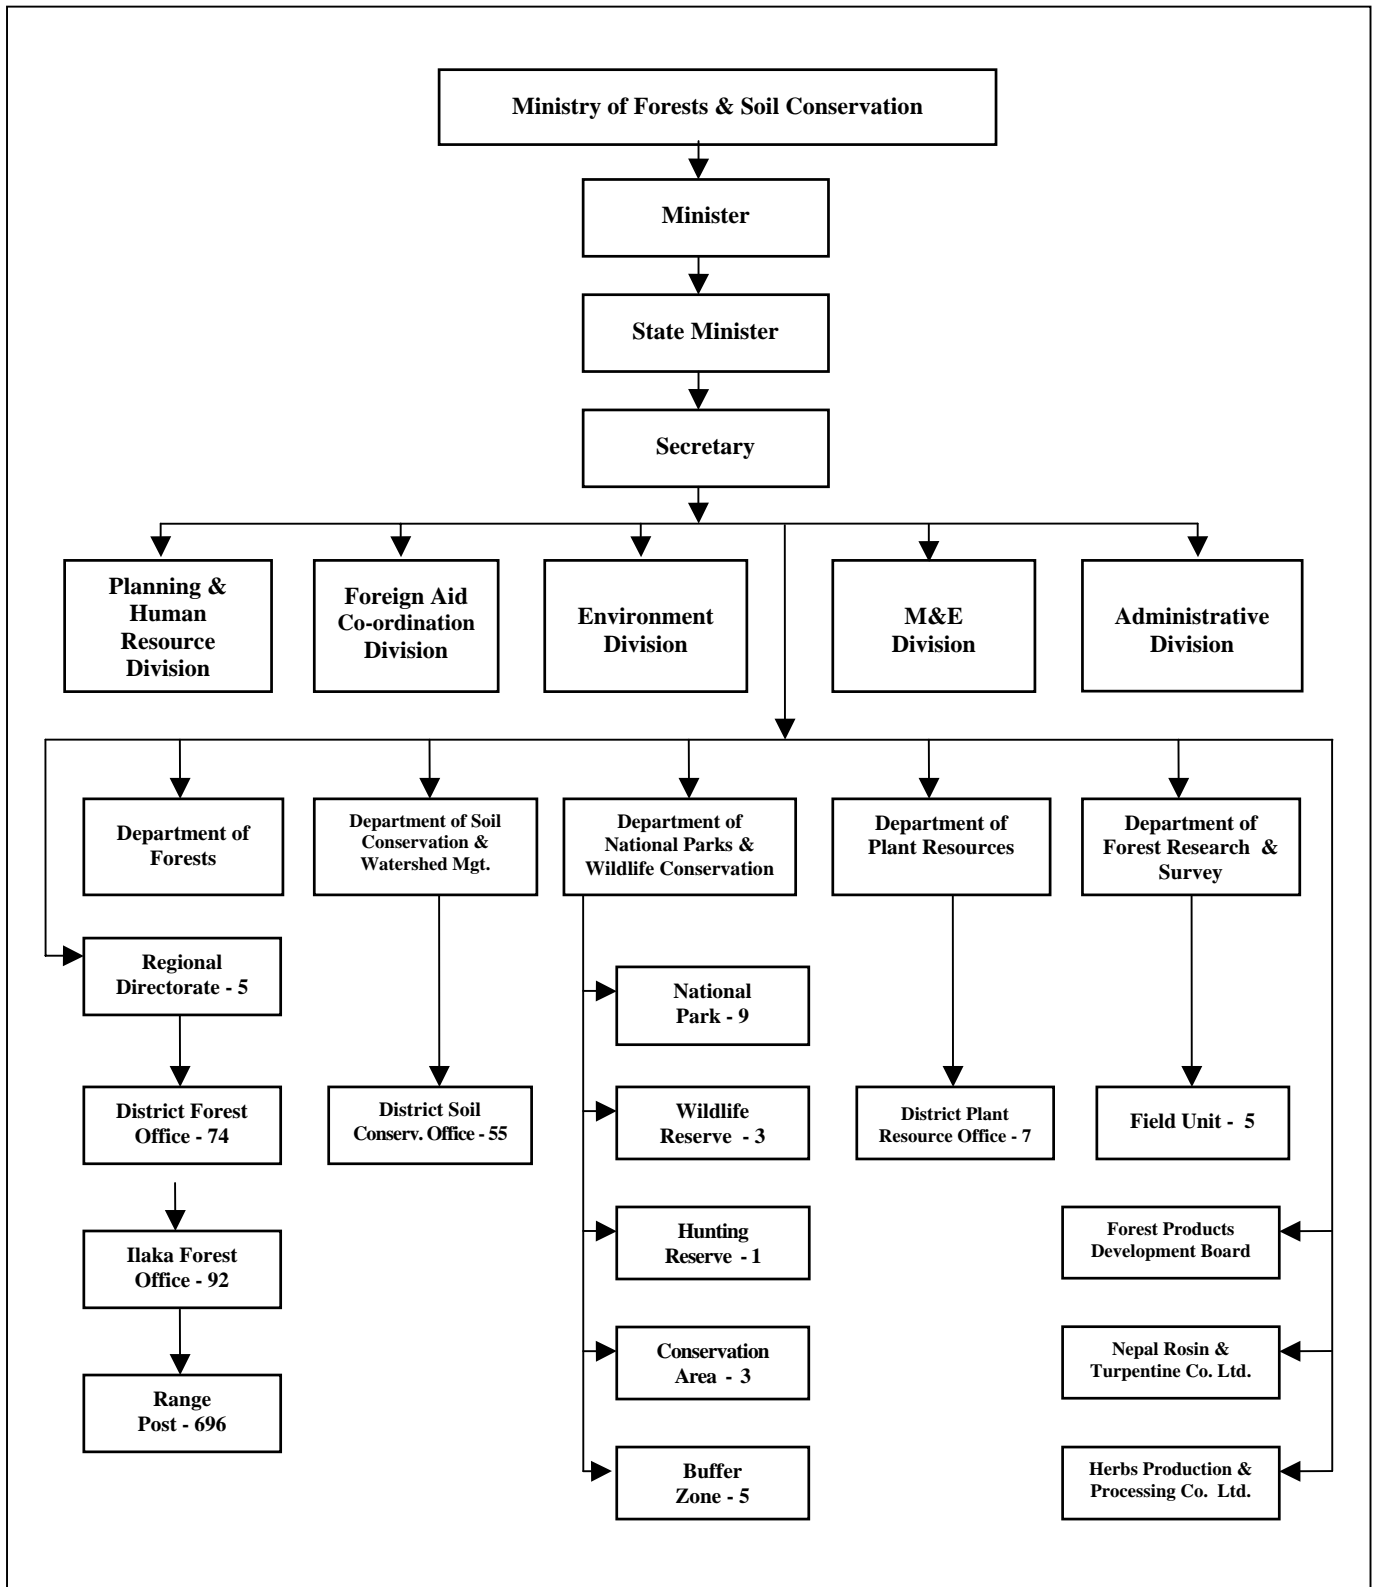 Ministry of Forests & Soil Conservation
Minister
State Minister
Secretary
Planning &
Human
Resource
Division
Foreign Aid
Co-ordination
Division
Environment
Division
M&E
Division
Administrative
Division
Department of
Forests
Department of Soil
Conservation &
Watershed Mgt.
Department of
National Parks &
Wildlife Conservation
Department of
Plant Resources
Department of
Forest Research &
Survey
Regional
Directorate - 5
National
Park - 9
District Forest
Office - 74
District Soil
Conserv. Office - 55
Wildlife
Reserve - 3
District Plant
Resource Office - 7
Field Unit - 5
Ilaka Forest
Office - 92
Hunting
Reserve - 1
Forest Products
Development Board
Conservation
Area - 3
Nepal Rosin &
Turpentine Co. Ltd.
Range
Post - 696
Buffer
Zone - 5
Herbs Production &
Processing Co. Ltd.